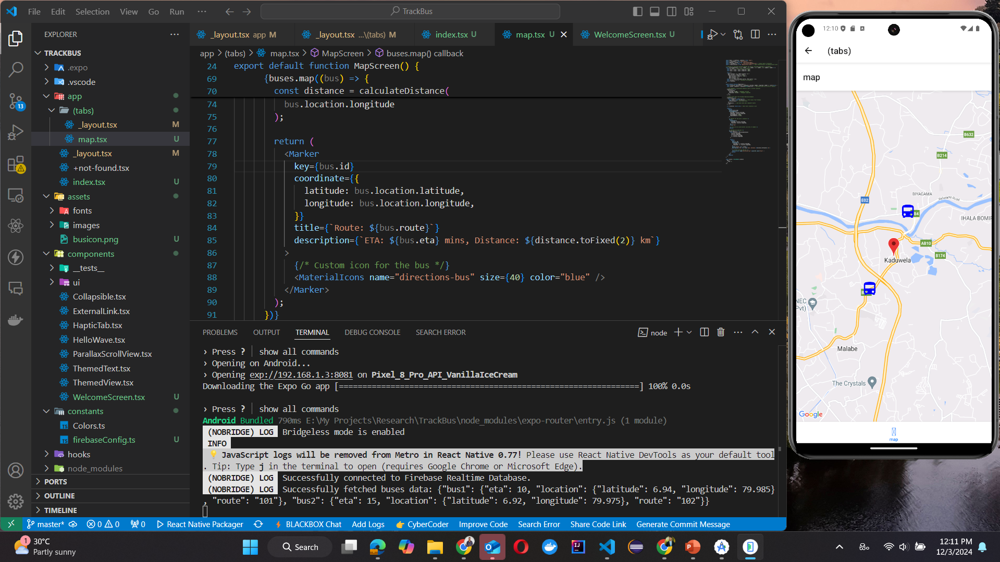 File Edit Selection View Go Run ··· TrackBus
EXPLORER ···
TRACKBUS
.expo
.vscode
app
(tabs)
_layout.tsx M
map.tsx U
_layout.tsx M
+not-found.tsx
index.tsx U
assets
fonts
images
busicon.png U
components
__tests__
ui
Collapsible.tsx
ExternalLink.tsx
HapticTab.tsx
HelloWave.tsx
ParallaxScrollView.tsx
ThemedText.tsx
ThemedView.tsx
WelcomeScreen.tsx U
constants
Colors.ts
firebaseConfig.ts U
hooks
node_modules
PORTS
OUTLINE
TIMELINE
13
_layout.tsx app M _layout.tsx ...\(tabs) M index.tsx U map.tsx U WelcomeScreen.tsx U
app > (tabs) > map.tsx > MapScreen > buses.map() callback
24 export default function MapScreen() {
69 {buses.map((bus) => {
70 const distance = calculateDistance(
74 bus.location.longitude
75 );
76
77 return (
78 <Marker
79 key={bus.id}
80 coordinate={{
81 latitude: bus.location.latitude,
82 longitude: bus.location.longitude,
83 }}
84 title={`Route: ${bus.route}`}
85 description={`ETA: ${bus.eta} mins, Distance: ${distance.toFixed(2)} km`}
86 >
87 {/* Custom icon for the bus */}
88 <MaterialIcons name="directions-bus" size={40} color="blue" />
89 </Marker>
90 );
91 })}
PROBLEMS OUTPUT TERMINAL DEBUG CONSOLE SEARCH ERROR node
› Press ? │ show all commands
› Opening on Android...
› Opening exp://192.168.1.3:8081 on Pixel_8_Pro_API_VanillaIceCream
Downloading the Expo Go app [================================================================] 100% 0.0s
› Press ? │ show all commands
Android Bundled 790ms E:\My Projects\Research\TrackBus\node_modules\expo-router\entry.js (1 module)
(NOBRIDGE) LOG Bridgeless mode is enabled
INFO
💡 JavaScript logs will be removed from Metro in React Native 0.77! Please use React Native DevTools as your default tool
. Tip: Type j in the terminal to open (requires Google Chrome or Microsoft Edge).
(NOBRIDGE) LOG Successfully connected to Firebase Realtime Database.
(NOBRIDGE) LOG Successfully fetched buses data: {"bus1": {"eta": 10, "location": {"latitude": 6.94, "longitude": 79.985}
, "route": "101"}, "bus2": {"eta": 15, "location": {"latitude": 6.92, "longitude": 79.975}, "route": "102"}}
master* 0 0 0 React Native Packager BLACKBOX Chat Add Logs CyberCoder Improve Code Search Error Share Code Link Generate Commit Message
12:10
(tabs)
map
B632
B214
BIYAGAMA
E02
B4
IHALA BOMIR
AB10
B174
Kaduwela
NEC
Pvt)
Malabe
The Crystals
Google
map
1
30°C
Partly sunny
Search
12:11 PM
12/3/2024